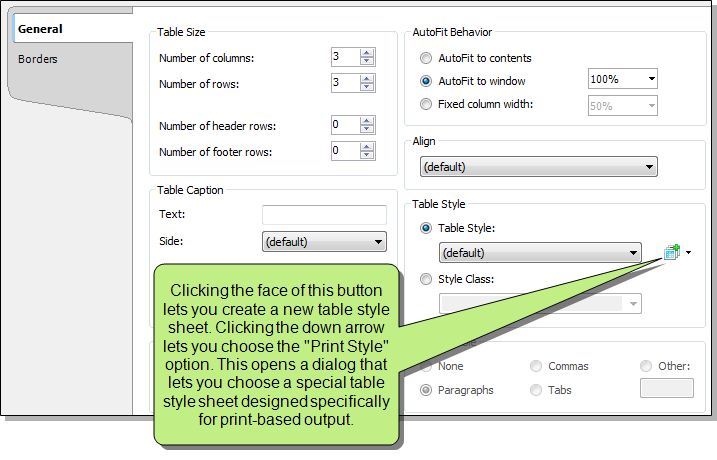 General
Borders
Table Size
Number of columns: 3
Number of rows: 3
Number of header rows: 0
Number of footer rows: 0
Table Caption
Text:
Side: (default)
AutoFit Behavior
AutoFit to contents
AutoFit to window 100%
Fixed column width: 50%
Align
(default)
Table Style
Table Style:
(default)
Style Class:
None Commas Other:
Paragraphs Tabs
Clicking the face of this button
lets you create a new table style
sheet. Clicking the down arrow
lets you choose the "Print Style"
option. This opens a dialog that
lets you choose a special table
style sheet designed specifically
for print-based output.